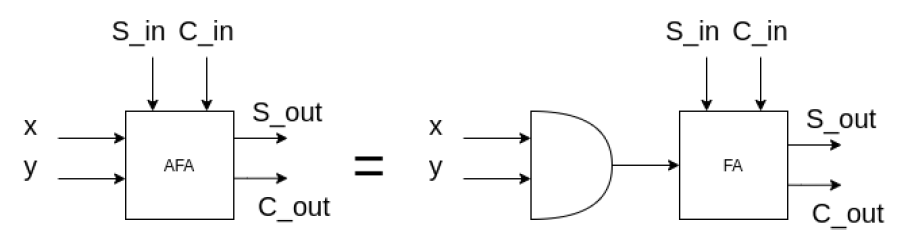 S_in C_in
x
y
AFA
S_out
C_out
=
S_in C_in
x
y
FA
S_out
C_out